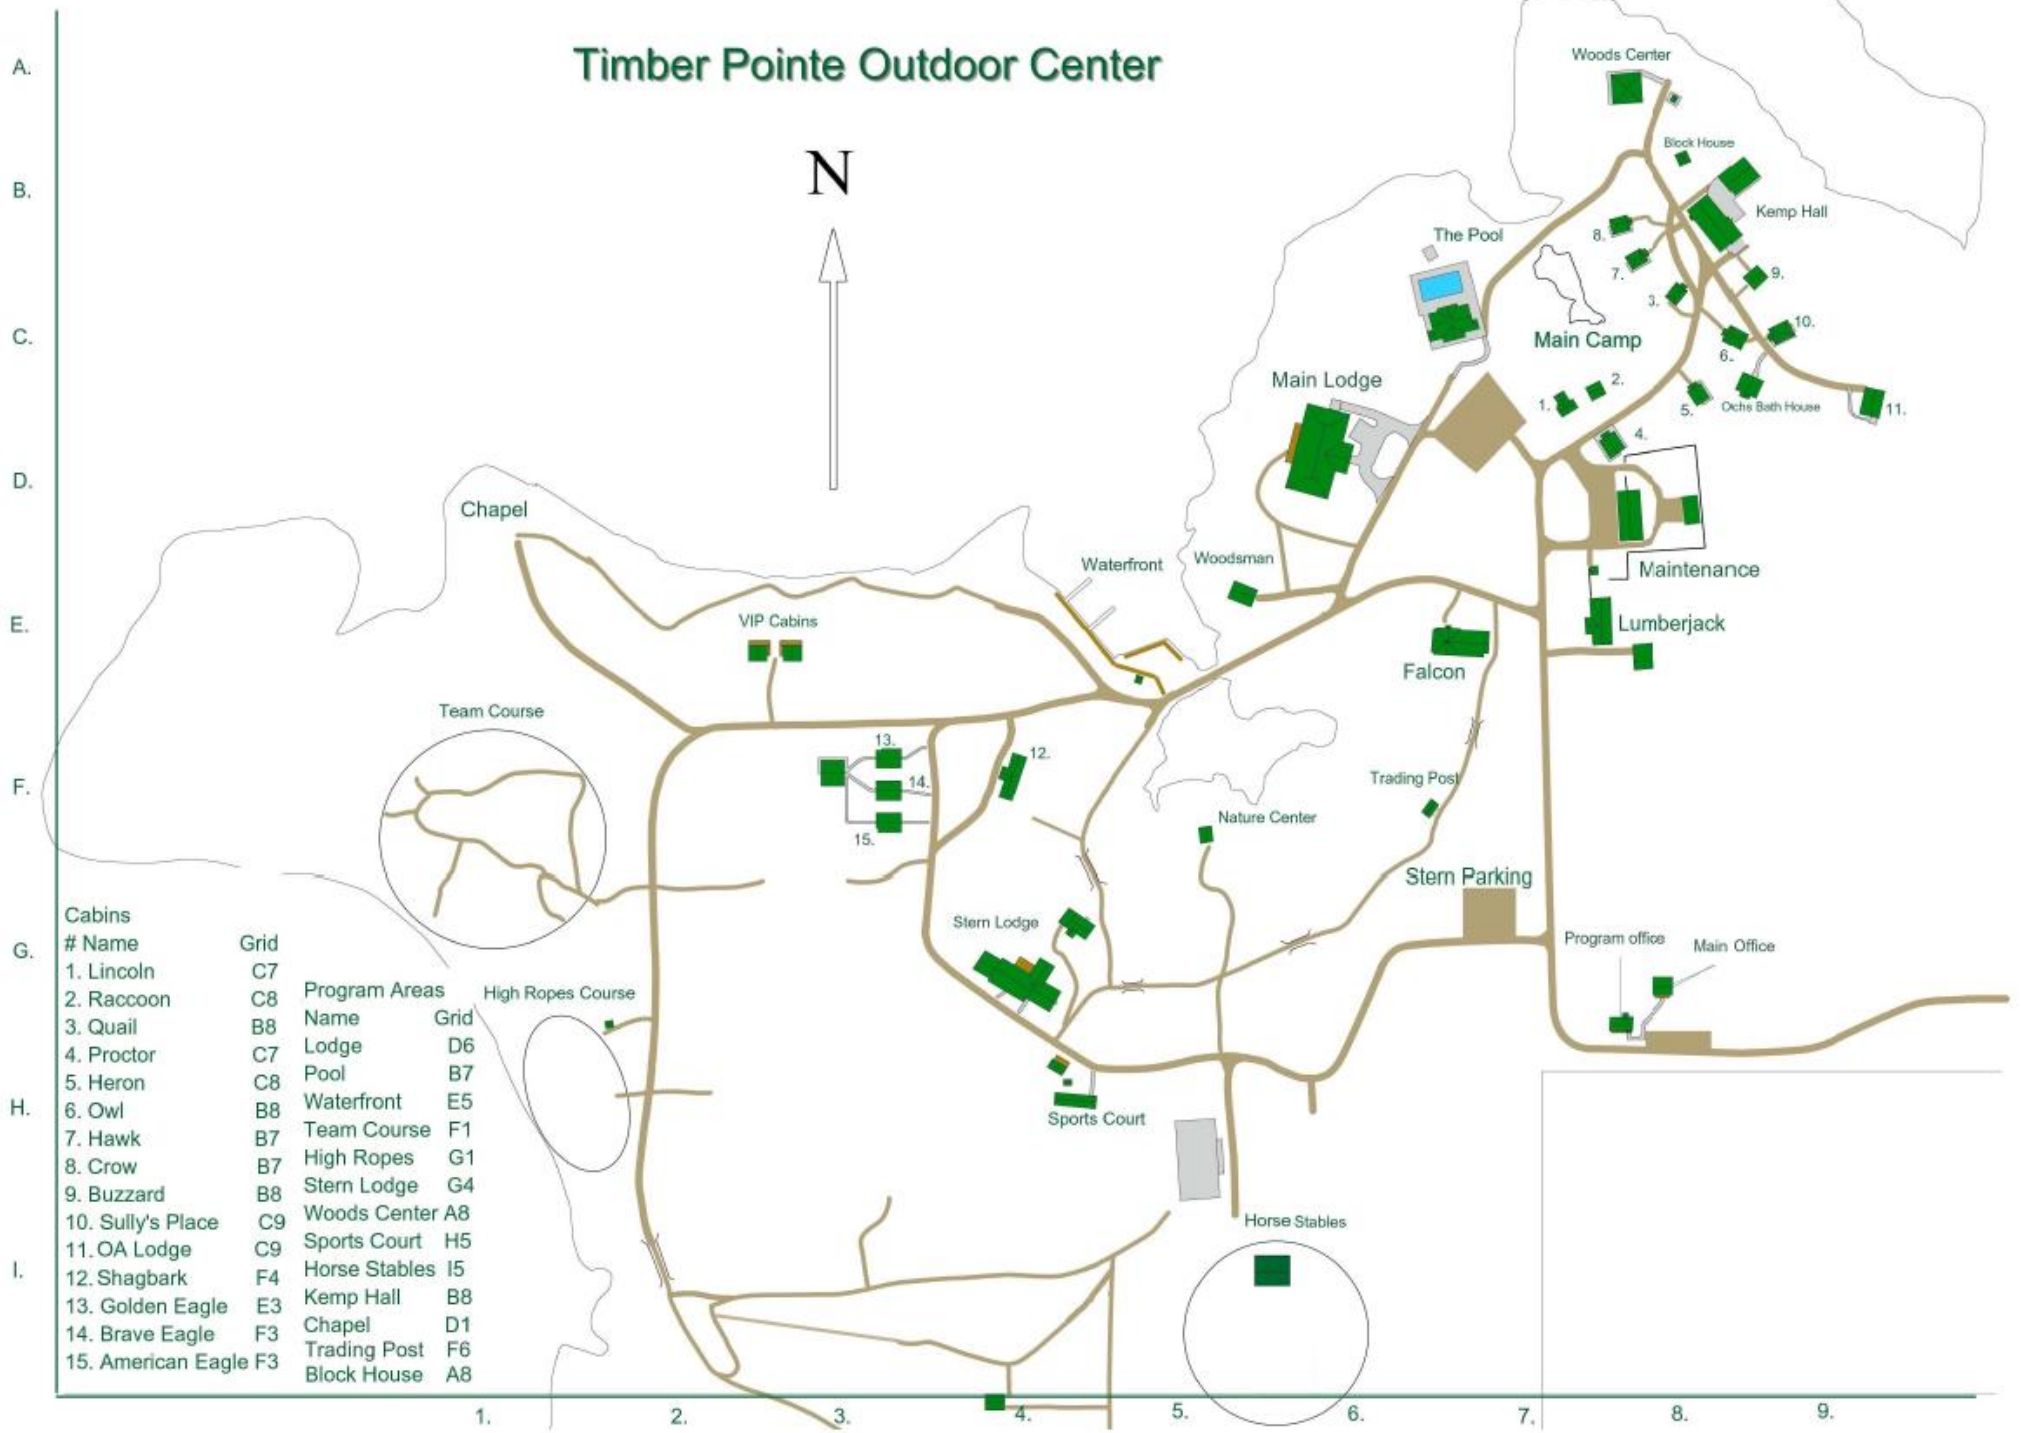 Timber Pointe Outdoor Center
N
A.
B.
C.
D.
E.
F.
G.
H.
I.
Woods Center
Block House
Kemp Hall
8.
7.
9.
3.
10.
6.
The Pool
Main Camp
2.
1.
5.
Ochs Bath House
11.
4.
Main Lodge
Chapel
Waterfront
Woodsman
Maintenance
VIP Cabins
Lumberjack
Falcon
Team Course
13.
12.
14.
15.
Trading Post
Nature Center
Stern Parking
Stern Lodge
Program office
Main Office
High Ropes Course
Sports Court
Horse Stables
Cabins
# Name Grid
1. Lincoln C7
2. Raccoon C8
3. Quail B8
4. Proctor C7
5. Heron C8
6. Owl B8
7. Hawk B7
8. Crow B7
9. Buzzard B8
10. Sully's Place C9
11. OA Lodge C9
12. Shagbark F4
13. Golden Eagle E3
14. Brave Eagle F3
15. American Eagle F3
Program Areas
Name Grid
Lodge D6
Pool B7
Waterfront E5
Team Course F1
High Ropes G1
Stern Lodge G4
Woods Center A8
Sports Court H5
Horse Stables I5
Kemp Hall B8
Chapel D1
Trading Post F6
Block House A8
1. 2. 3. 4. 5. 6. 7. 8. 9.